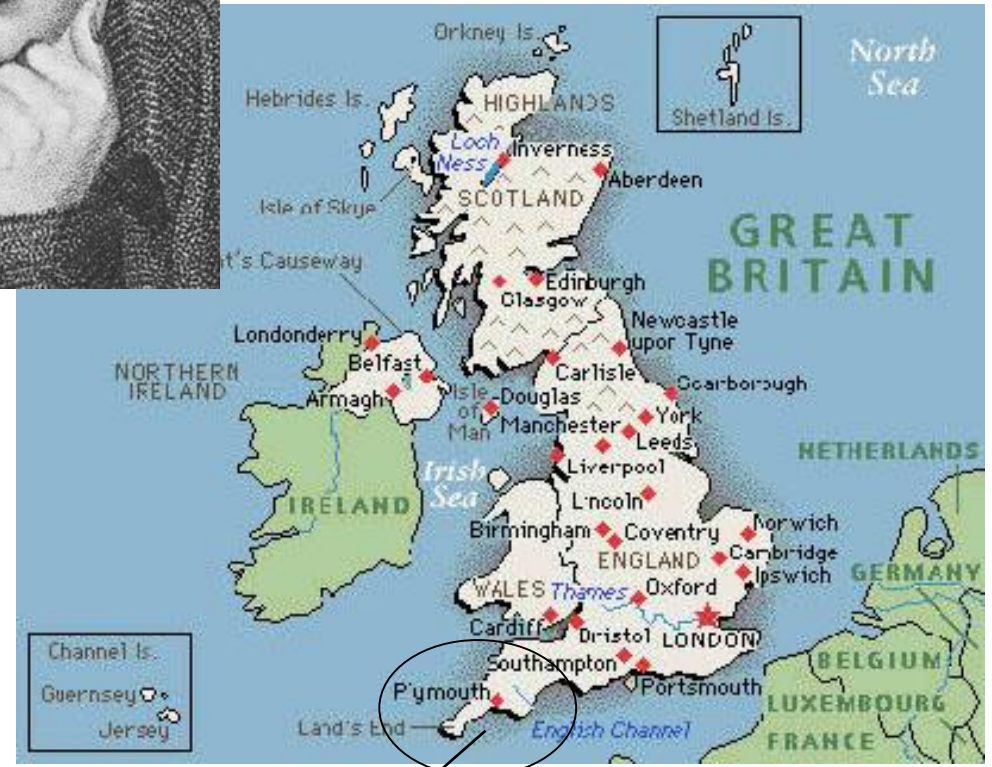 Orkney Is.
North
Sea
Hebrides Is.
HIGHLANDS
Shetland Is.
Loch
Ness
Inverness
Aberdeen
SCOTLAND
Isle of Skye
GREAT
BRITAIN
t's Causeway
Edinburgh
Glasgow
Newcastle
upon Tyne
Londonderry
Belfast
NORTHERN
IRELAND
Carlisle
Scarborough
Armagh
Isle
of
Man
Douglas
York
Manchester
Leeds
NETHERLANDS
Liverpool
Irish
Sea
Lincoln
IRELAND
Birmingham
Coventry
Norwich
ENGLAND
Cambridge
Ipswich
GERMANY
WALES
Thames
Oxford
Cardiff
Bristol
LONDON
Channel Is.
Southampton
BELGIUM
Guernsey
Plymouth
Portsmouth
LUXEMBOURG
Jersey
Land's End
English Channel
FRANCE